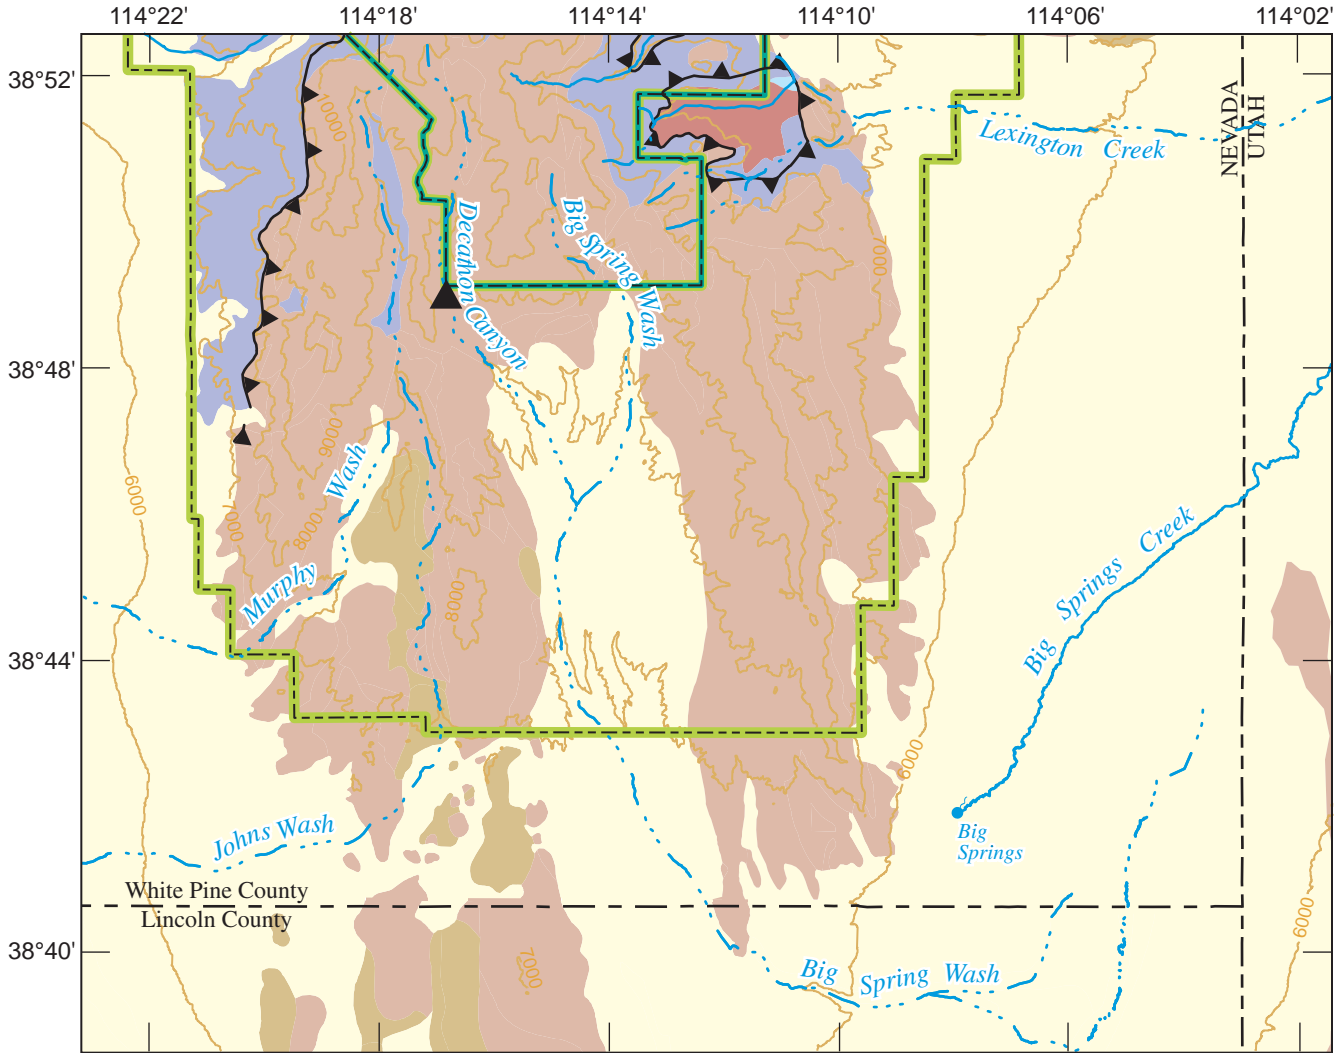 114°22' 114°18' 114°14' 114°10' 114°06' 114°02'
38°52'
38°48'
38°44'
38°40'
NEVADA
UTAH
Lexington Creek
10000
Decathon Canyon
Big Spring Wash
7000
9000
Wash
6000
7000
8000
Murphy
8000
Big Springs Creek
6000
Big
Springs
Johns Wash
White Pine County
Lincoln County
7000
6000
Big Spring Wash